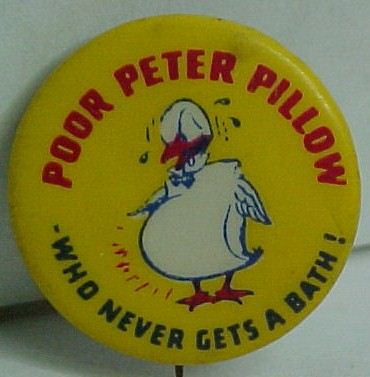 POOR PETER PILLOW
-WHO NEVER GETS A BATH!